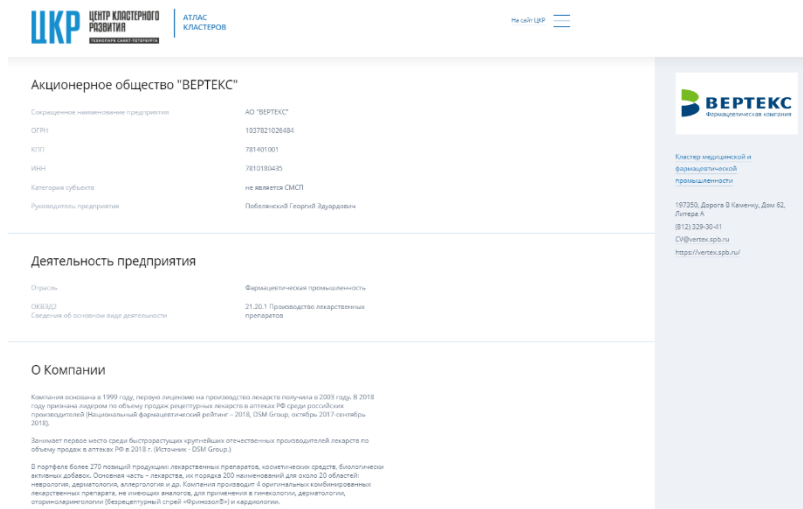 ЦКР ЦЕНТР КЛАСТЕРНОГО
РАЗВИТИЯ
ТЕХНОПАРК САНКТ-ПЕТЕРБУРГА
АТЛАС
КЛАСТЕРОВ
На сайт ЦКР
Акционерное общество "ВЕРТЕКС"
Сокращенное наименование предприятия АО "ВЕРТЕКС"
ОГРН 1037821026484
КПП 781401001
ИНН 7810180435
Категория субъекта не является СМСП
Руководитель предприятия Побелянский Георгий Эдуардович
Деятельность предприятия
Отрасль Фармацевтическая промышленность
ОКВЭД2 21.20.1 Производство лекарственных
Сведения об основном виде деятельности препаратов
О Компании
Компания основана в 1999 году, первую лицензию на производство лекарств получила в 2003 году. В 2018
году признана лидером по объему продаж рецептурных лекарств в аптеках РФ среди российских
производителей (Национальный фармацевтический рейтинг – 2018, DSM Group, октябрь 2017-сентябрь
2018).
Занимает первое место среди быстрорастущих крупнейших отечественных производителей лекарств по
объему продаж в аптеках РФ в 2018 г. (Источник - DSM Group.)
В портфеле более 270 позиций продукции: лекарственных препаратов, косметических средств, биологически
активных добавок. Основная часть – лекарства, их порядка 200 наименований для около 20 областей:
неврология, дерматология, аллергология и др. Компания производит 4 оригинальных комбинированных
лекарственных препарата, не имеющих аналогов, для применения в гинекологии, дерматологии,
оториноларингологии (безрецептурный спрей «Фринозол®») и кардиологии.
ВЕРТЕКС
Фармацевтическая компания
Кластер медицинской и
фармацевтической
промышленности
197350, Дорога В Каменку, Дом 62,
Литера А
(812) 329-30-41
CV@vertex.spb.ru
https://vertex.spb.ru/